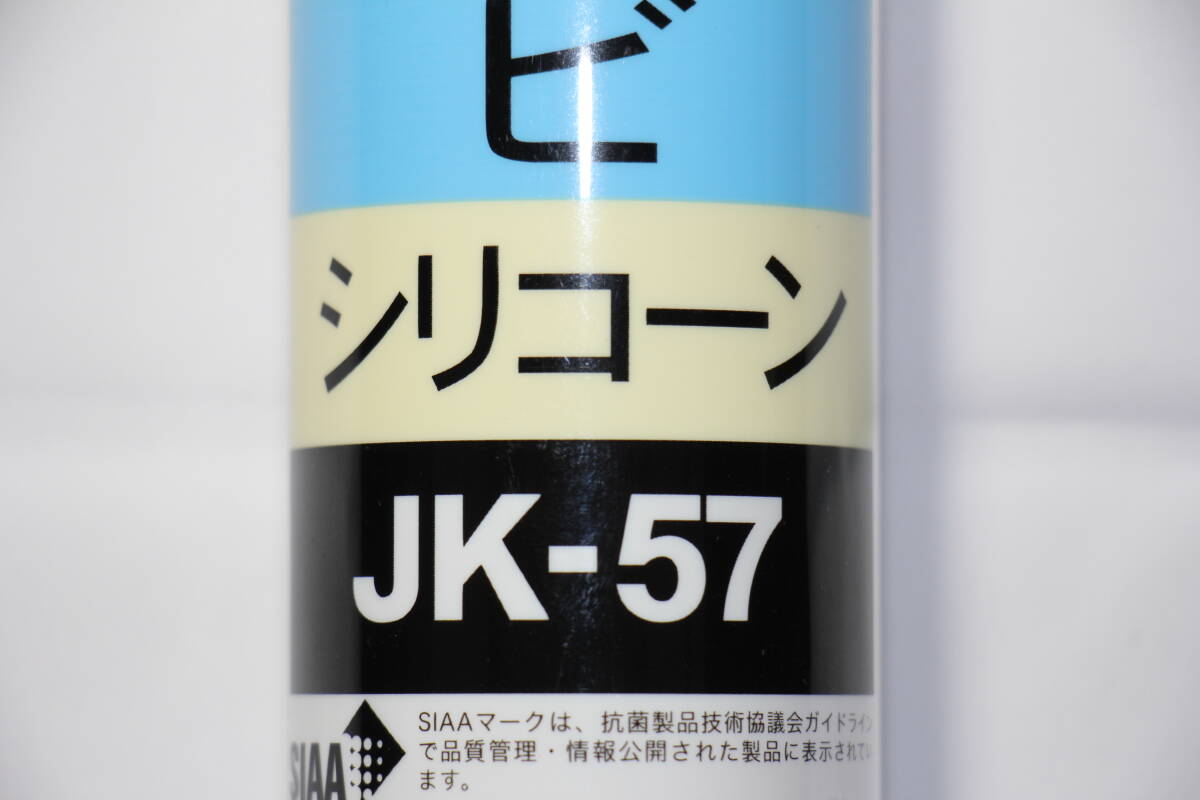 ビ
シリコーン
JK-57
SIAA
SIAAマークは、抗菌製品技術協議会ガイドライン
で品質管理・情報公開された製品に表示されてい
ます。